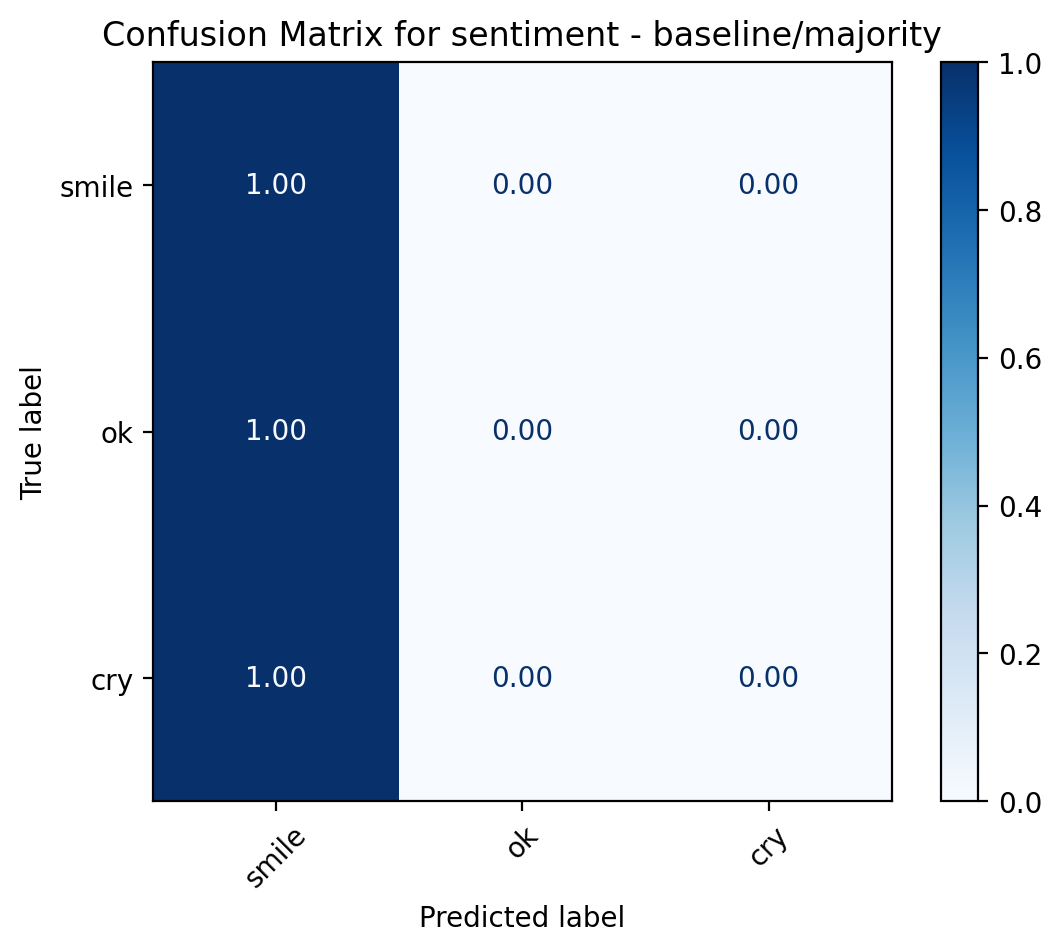 Confusion Matrix for sentiment - baseline/majority
1.0
smile 1.00 0.00 0.00
0.8
0.6
True label
ok 1.00 0.00 0.00
0.4
cry 1.00 0.00 0.00
0.2
0.0
smile ok cry
Predicted label